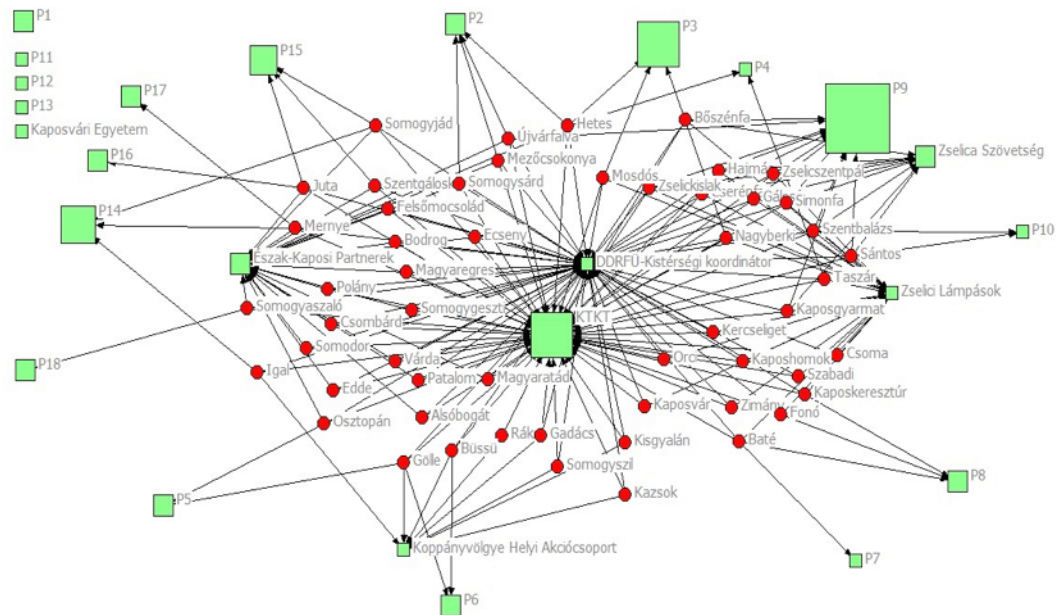 P1
P2
P3
P15
P11
P4
P12
P17
P9
P13
Kaposvári Egyetem
Somogyjád
Újvárfalva
Hetes
Bőszénfa
P16
Mezőcsokonya
Zselica Szövetség
Juta
Szentgálosk
Somogysárd
Mosdós
Hajmás
Zselicszentpál
Zselickislak
Cserénfa
Gálos
Simonfa
P14
Felsőmocsolád
Mernye
Bodrog
Ecseny
Nagyberki
Szentbalázs
P10
Észak-Kaposi Partnerek
DDRFÜ-Kistérségi koordinátor
Sántos
Magyaregres
Taszár
Polány
Zselici Lámpások
Somogyaszaló
Somogygeszti
KTKT
Kaposgyarmat
Csombárd
Kercseliget
Somodor
Várda
Orci
Kaposhomok
Csoma
P18
Igal
Patalom
Magyaratád
Szabadi
Edde
Kaposkeresztúr
Kaposvár
Zimány
Fonó
Osztopán
Alsóbogát
Rák
Gadács
Kisgyalán
Baté
Büssü
Gölle
Somogyszil
P8
P5
Kazsok
Koppányvölgye Helyi Akciócsoport
P7
P6